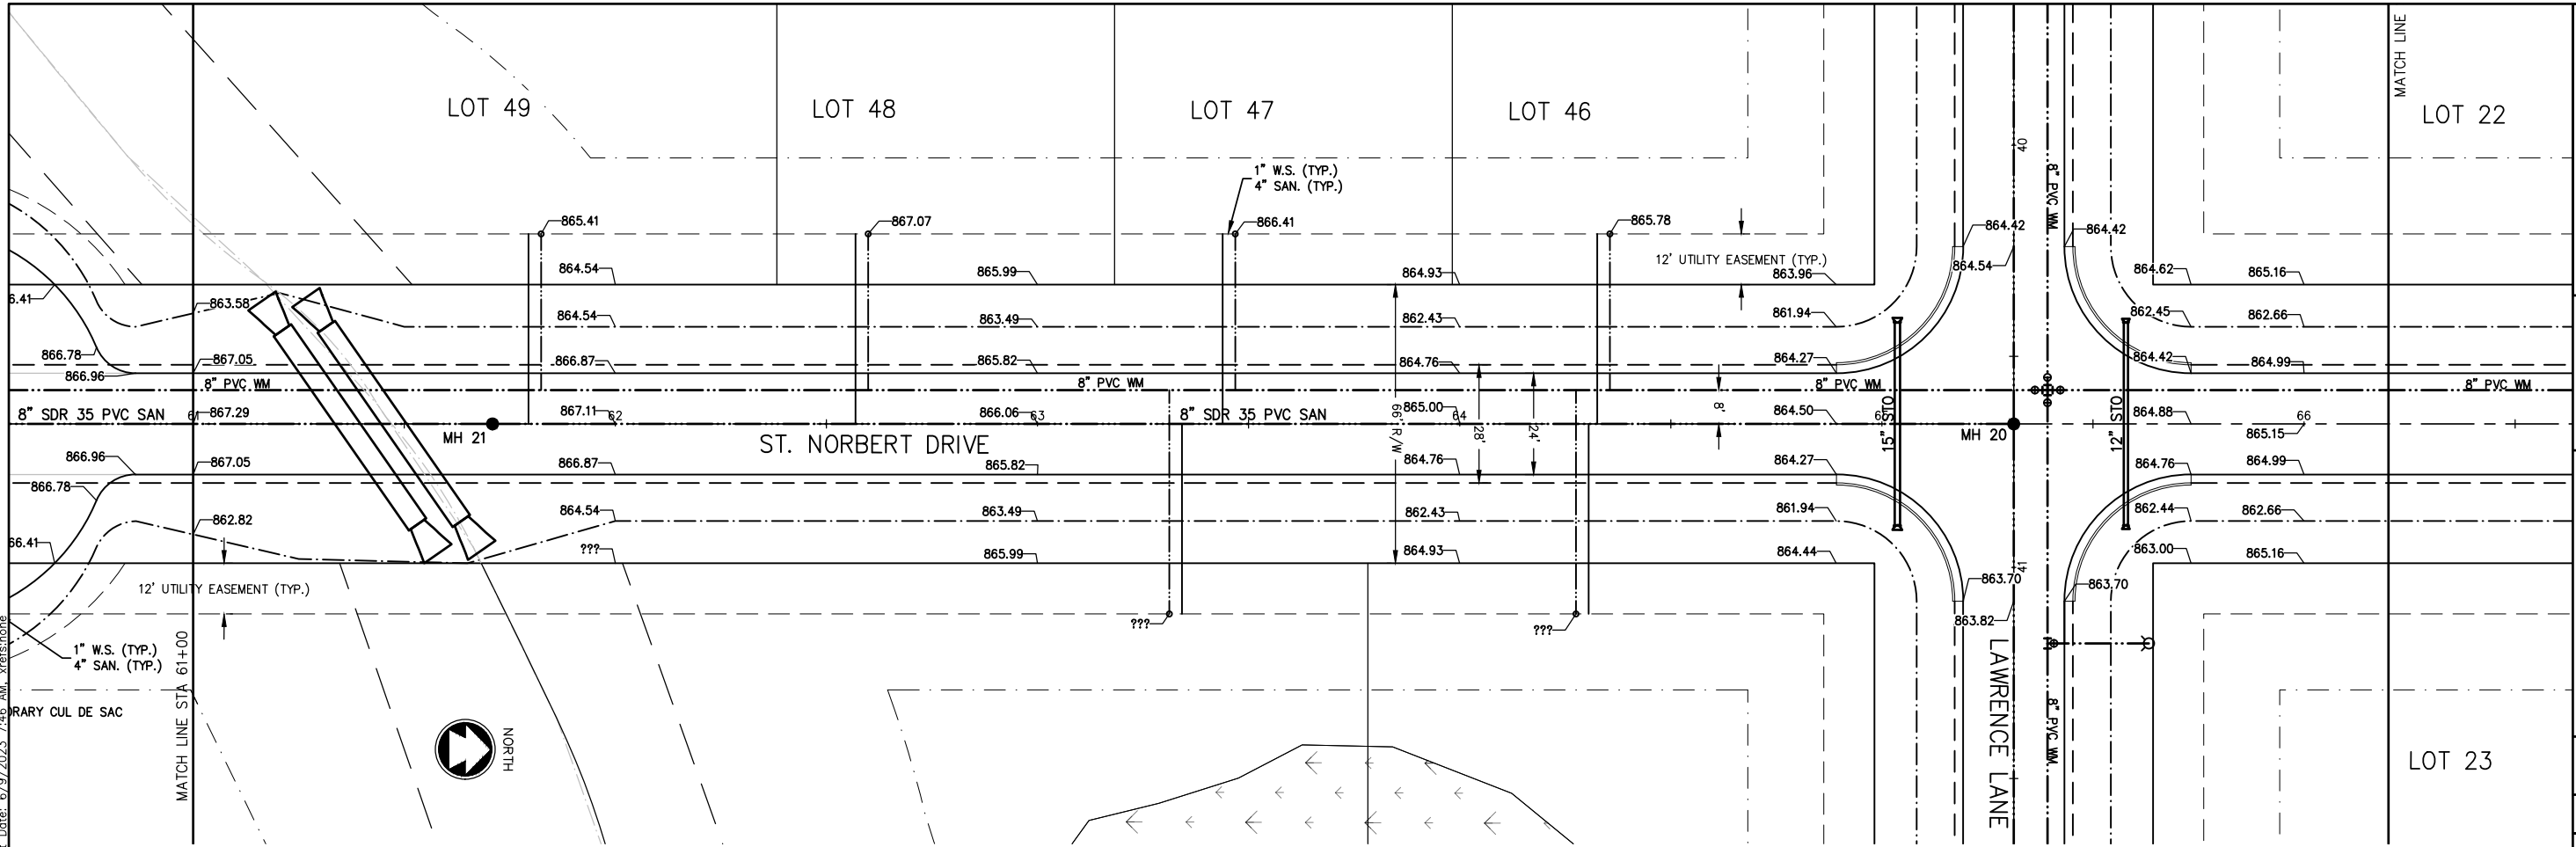 MATCH LINE
LOT 49
LOT 48
LOT 47
LOT 46
LOT 22
1" W.S. (TYP.)
4" SAN. (TYP.)
40
8" PVC WM
865.41
867.07
866.41
865.78
864.42
864.42
12' UTILITY EASEMENT (TYP.)
864.54
865.99
864.93
863.96
864.54
864.62
865.16
6.41
863.58
864.54
863.49
862.43
861.94
862.45
862.66
866.78
867.05
866.87
865.82
864.76
864.27
864.42
864.99
866.96
8" PVC WM
8" PVC WM
8" PVC WM
8" PVC WM
8" SDR 35 PVC SAN
61
867.29
867.11
62
866.06
63
8" SDR 35 PVC SAN
865.00
64
66' R/W
28'
24'
8'
864.50
65
15" STO
12" STO
864.88
66
865.15
MH 21
ST. NORBERT DRIVE
MH 20
866.96
867.05
866.87
865.82
864.76
864.27
864.76
864.99
866.78
862.82
864.54
863.49
862.43
861.94
862.44
862.66
66.41
???
865.99
864.93
864.44
863.00
865.16
41
863.70
863.70
12' UTILITY EASEMENT (TYP.)
???
???
863.82
1" W.S. (TYP.)
4" SAN. (TYP.)
MATCH LINE STA 61+00
ORARY CUL DE SAC
NORTH
LAWRENCE LANE
8" PVC WM
LOT 23
Date: 6/9/2023 7:46 AM, xrefs:none